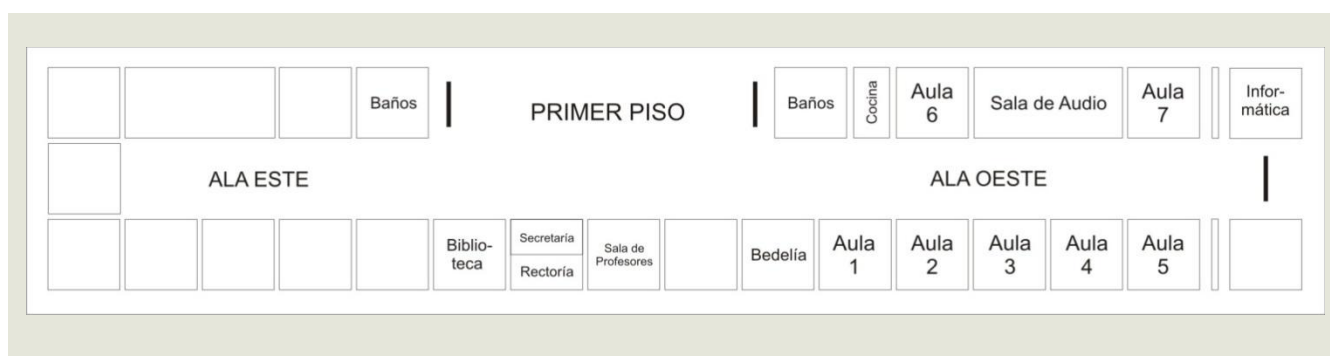 Baños
PRIMER PISO
Baños
Cocina
Aula
6
Sala de Audio
Aula
7
Infor-
mática
ALA ESTE
ALA OESTE
Biblio-
teca
Secretaría
Rectoría
Sala de
Profesores
Bedelía
Aula
1
Aula
2
Aula
3
Aula
4
Aula
5